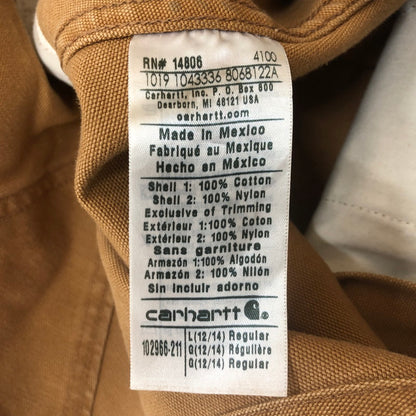 RN# 14806 4100
1019 1043336 8068122A
Carhartt, Inc. P.O. Box 600
Dearborn, MI 48121 USA
carhartt.com
Made in Mexico
Fabriqué au Mexique
Hecho en México
Shell 1: 100% Cotton
Shell 2: 100% Nylon
Exclusive of Trimming
Extérieur 1:100% Coton
Extérieur 2: 100% Nylon
Sans garniture
Armazón 1:100% Algodón
Armazón 2: 100% Nilón
Sin incluir adorno
carhartt
102966-211
L(12/14) Regular
G(12/14) Régulière
G(12/14) Regular